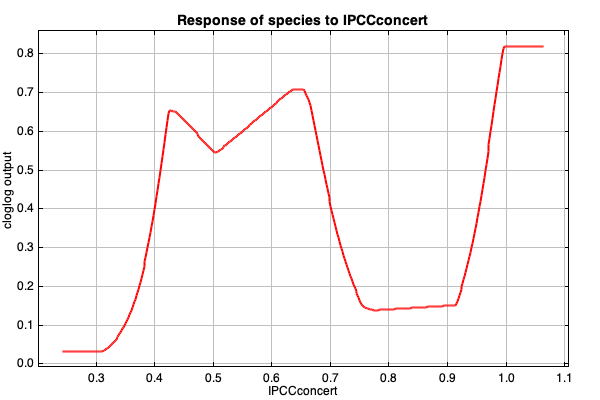 Response of species to IPCCconcert
0.8
0.7
0.6
0.5
0.4
0.3
0.2
0.1
0.0
cloglog output
0.3 0.4 0.5 0.6 0.7 0.8 0.9 1.0 1.1
IPCCconcert